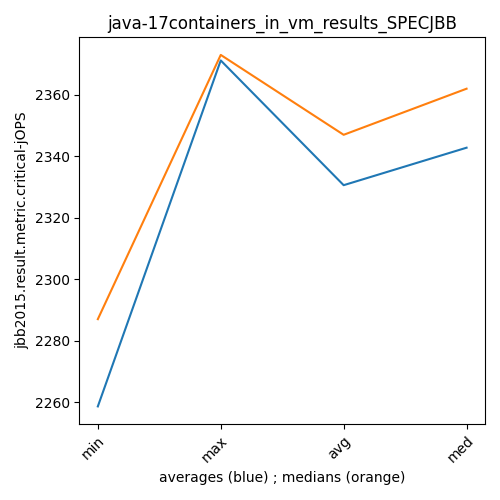 java-17containers_in_vm_results_SPECJBB
jbb2015.result.metric.critical-jOPS
2360
2340
2320
2300
2280
2260
min
max
avg
med
averages (blue) ; medians (orange)